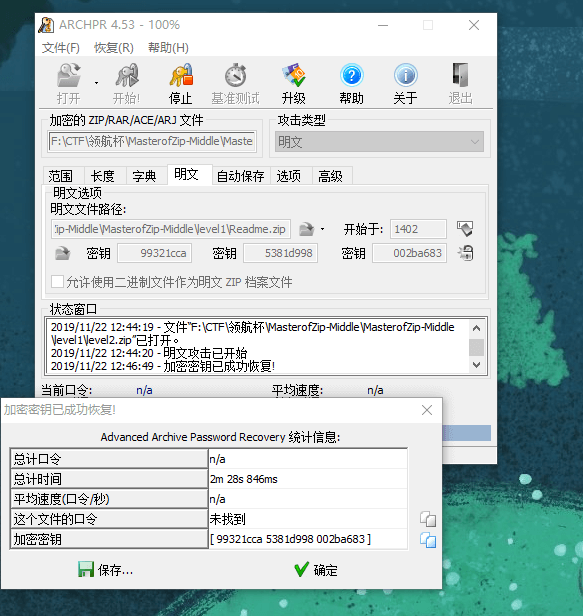 ARCHPR 4.53 - 100%
文件(F) 恢复(R) 帮助(H)
打开 开始! 停止 基准测试 升级 帮助 关于 退出
加密的 ZIP/RAR/ACE/ARJ 文件 攻击类型
F:\CTF\领航杯\MasterofZip-Middle\Maste 明文
范围 长度 字典 明文 自动保存 选项 高级
明文选项
明文文件路径:
Zip-Middle\MasterofZip-Middle\level1\Readme.zip 开始于: 1402
密钥 99321cca 密钥 5381d998 密钥 002ba683
允许使用二进制文件作为明文 ZIP 档案文件
状态窗口
2019/11/22 12:44:19 - 文件"F:\CTF\领航杯\MasterofZip-Middle\MasterofZip-Middle
\level1\level2.zip"已打开。
2019/11/22 12:44:20 - 明文攻击已开始
2019/11/22 12:46:49 - 加密密钥已成功恢复!
当前口令: n/a 平均速度: n/a
加密密钥已成功恢复!
Advanced Archive Password Recovery 统计信息:
总计口令 n/a
总计时间 2m 28s 846ms
平均速度(口令/秒) n/a
这个文件的口令 未找到
加密密钥 [ 99321cca 5381d998 002ba683 ]
保存... 确定